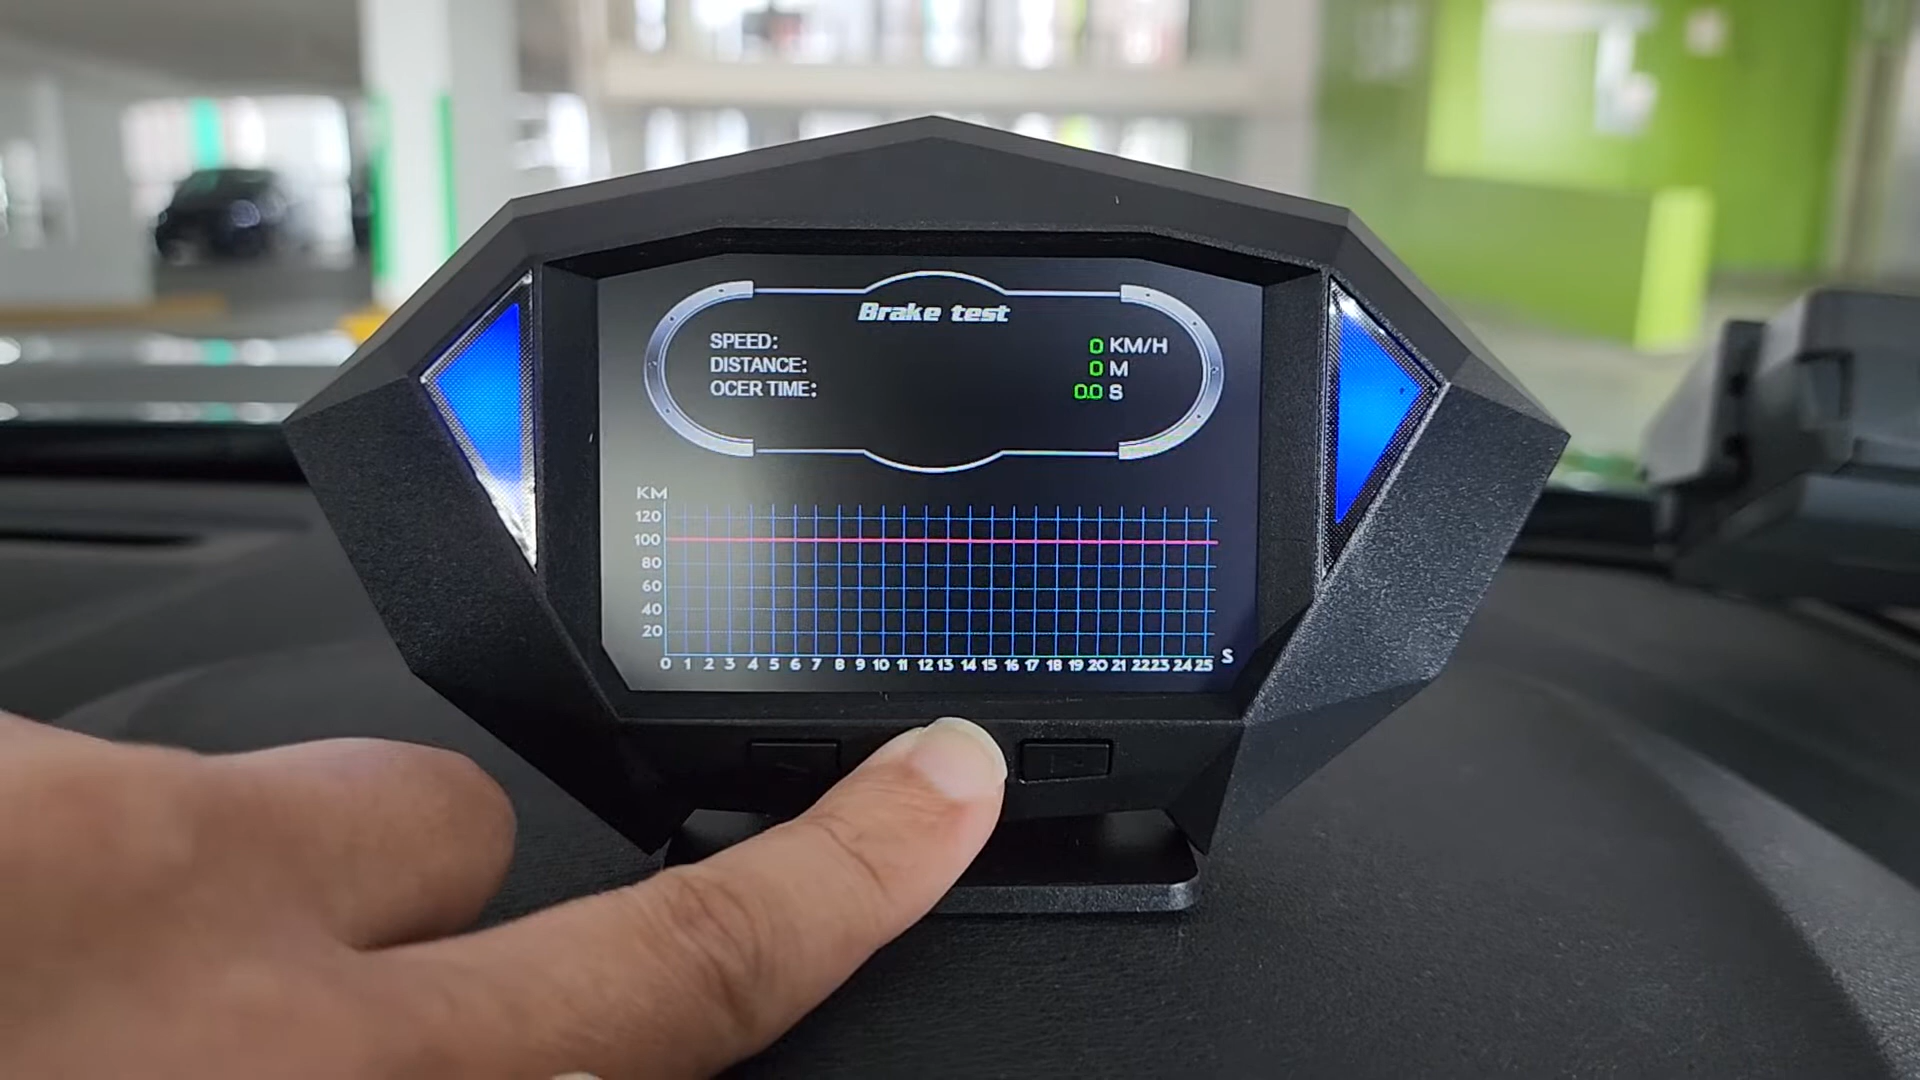 Brake test
SPEED: 0 KM/H
DISTANCE: 0 M
OCER TIME: 0.0 S
KM
120
100
80
60
40
20
0 1 2 3 4 5 6 7 8 9 10 11 12 13 14 15 16 17 18 19 20 21 22 23 24 25 S